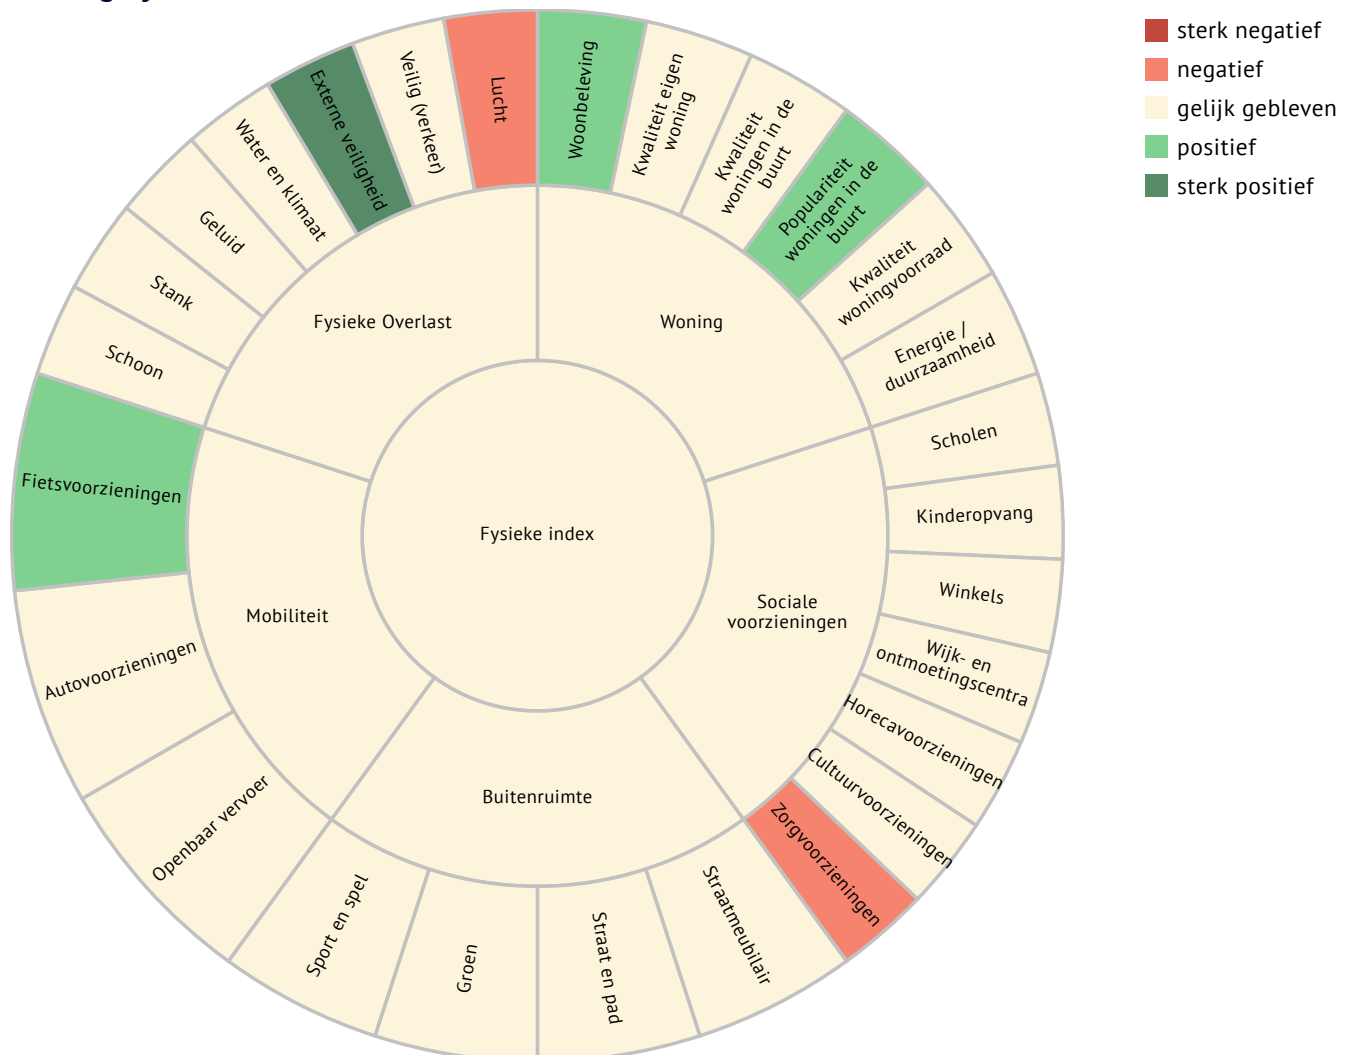 sterk negatief
negatief
gelijk gebleven
positief
sterk positief
Woonbeleving
Kwaliteit eigen
woning
Kwaliteit
woningen in de
buurt
Populariteit
woningen in de
buurt
Kwaliteit
woningvoorraad
Energie /
duurzaamheid
Scholen
Kinderopvang
Winkels
Wijk- en
ontmoetingscentra
Horecavoorzieningen
Cultuurvoorzieningen
Zorgvoorzieningen
Straatmeubilair
Straat en pad
Groen
Sport en spel
Openbaar vervoer
Autovoorzieningen
Fietsvoorzieningen
Schoon
Stank
Geluid
Water en klimaat
Externe veiligheid
Veilig (verkeer)
Lucht
Fysieke Overlast
Woning
Sociale
voorzieningen
Buitenruimte
Mobiliteit
Fysieke index